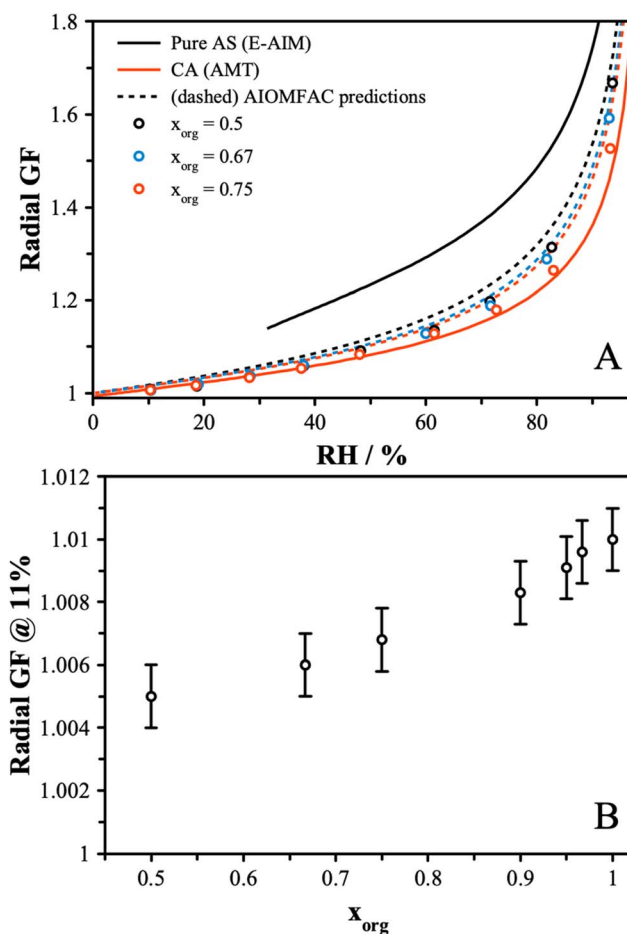 1.8
1.6
1.4
1.2
1
Radial GF
Pure AS (E-AIM)
CA (AMT)
(dashed) AIOMFAC predictions
x_org = 0.5
x_org = 0.67
x_org = 0.75
A
0 20 40 60 80
RH / %
1.012
1.01
1.008
1.006
1.004
1.002
1
Radial GF @ 11%
B
0.5 0.6 0.7 0.8 0.9 1
x_org